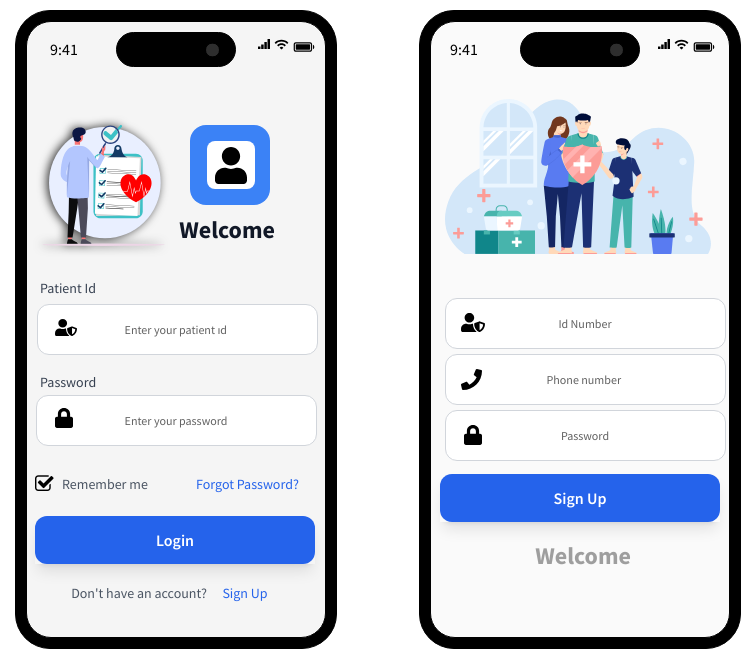 9:41
Welcome
Patient Id
Enter your patient ıd
Password
Enter your password
Remember me
Forgot Password?
Login
Don't have an account? Sign Up
9:41
Id Number
Phone number
Password
Sign Up
Welcome